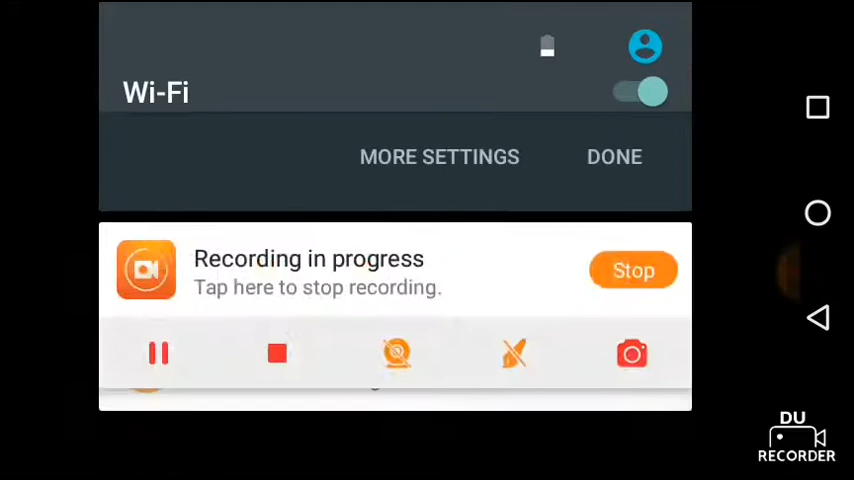 Wi-Fi
MORE SETTINGS
DONE
Recording in progress
Stop
Tap here to stop recording.
DU
RECORDER